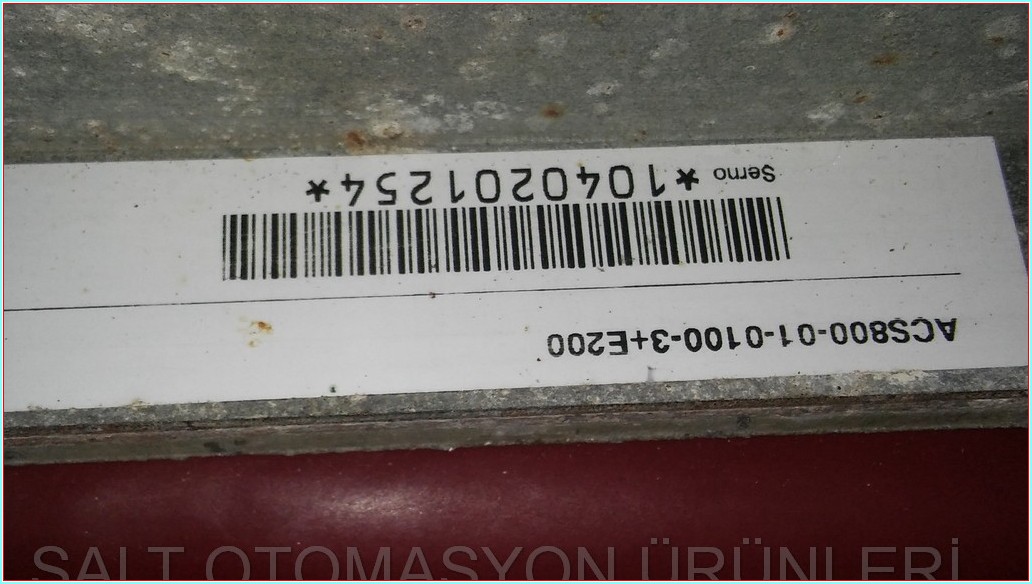 ACS800-01-0100-3+E200
Serno *1040201254*
SALT OTOMASYON ÜRÜNLERİ